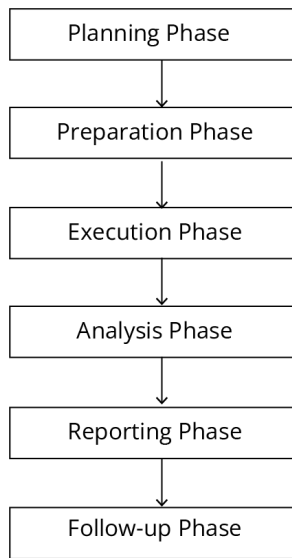 Planning Phase
Preparation Phase
Execution Phase
Analysis Phase
Reporting Phase
Follow-up Phase